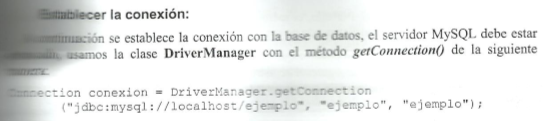 Establecer la conexión:
continuación se establece la conexión con la base de datos, el servidor MySQL debe estar
usamos la clase DriverManager con el método getConnection() de la siguiente
Connection conexion = DriverManager.getConnection
("jdbc:mysql://localhost/ejemplo", "ejemplo", "ejemplo");